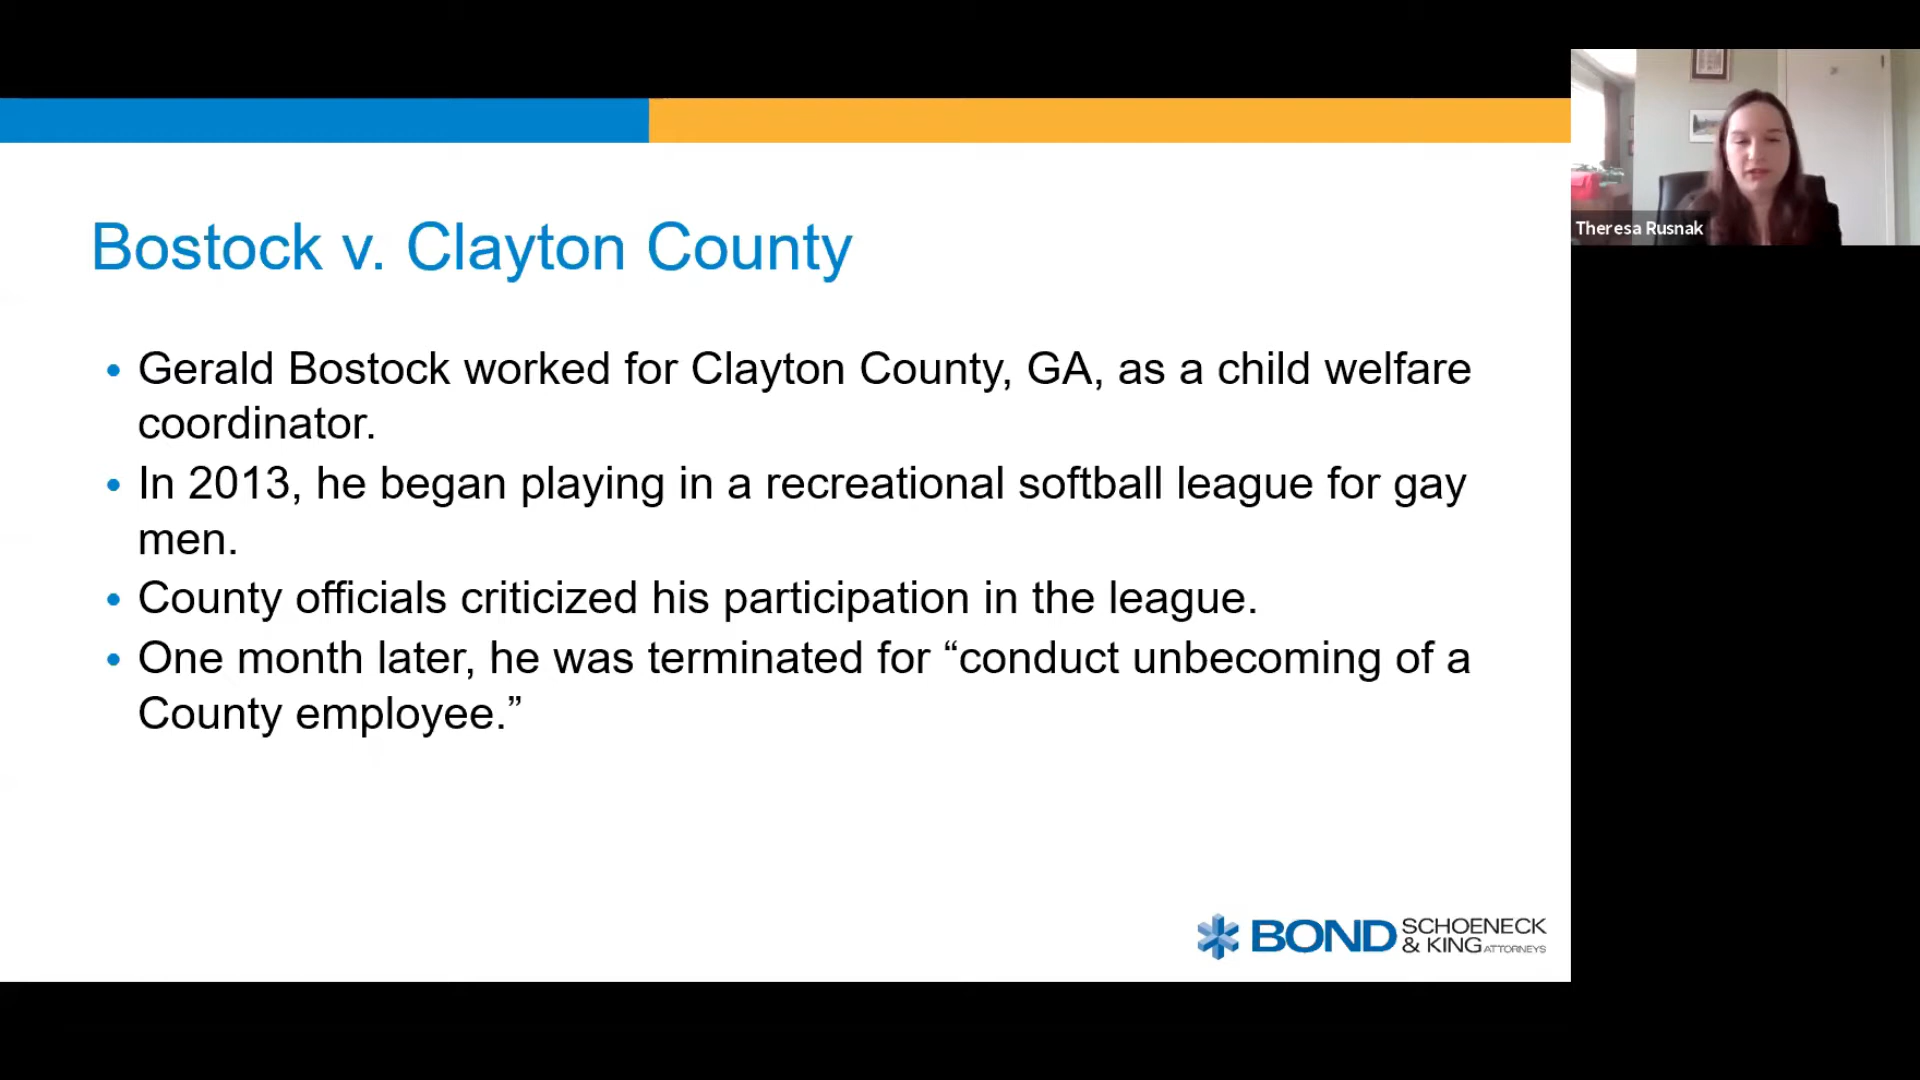 Bostock v. Clayton County
• Gerald Bostock worked for Clayton County, GA, as a child welfare
coordinator.
• In 2013, he began playing in a recreational softball league for gay
men.
• County officials criticized his participation in the league.
• One month later, he was terminated for “conduct unbecoming of a
County employee.”
BOND SCHOENECK
& KING ATTORNEYS
Theresa Rusnak